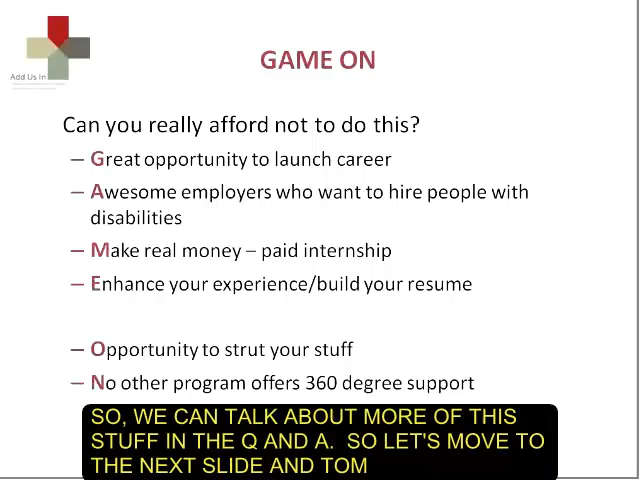 Add Us In
GAME ON
Can you really afford not to do this?
– Great opportunity to launch career
– Awesome employers who want to hire people with
disabilities
– Make real money – paid internship
– Enhance your experience/build your resume
– Opportunity to strut your stuff
– No other program offers 360 degree support
SO, WE CAN TALK ABOUT MORE OF THIS
STUFF IN THE Q AND A.  SO LET'S MOVE TO
THE NEXT SLIDE AND TOM